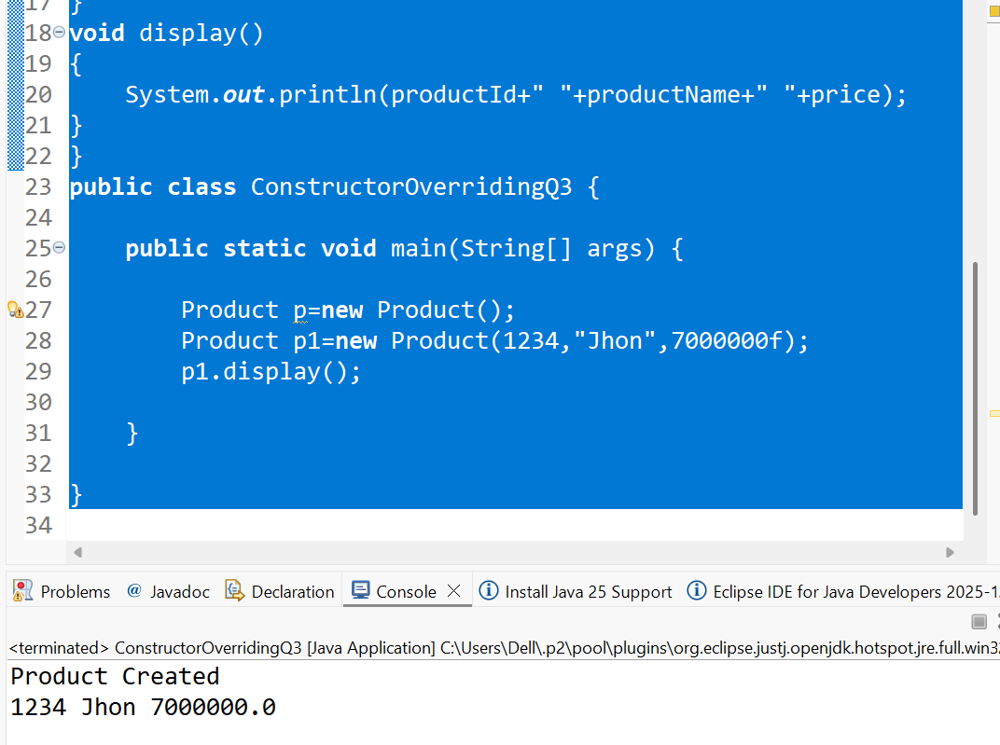 17 }
18 void display()
19 {
20 System.out.println(productId+" "+productName+" "+price);
21 }
22 }
23 public class ConstructorOverridingQ3 {
24
25 public static void main(String[] args) {
26
27 Product p=new Product();
28 Product p1=new Product(1234,"Jhon",7000000f);
29 p1.display();
30
31 }
32
33 }
34
Problems @ Javadoc Declaration Console Install Java 25 Support Eclipse IDE for Java Developers 2025-1
<terminated> ConstructorOverridingQ3 [Java Application] C:\Users\Dell\.p2\pool\plugins\org.eclipse.justj.openjdk.hotspot.jre.full.win32
Product Created
1234 Jhon 7000000.0